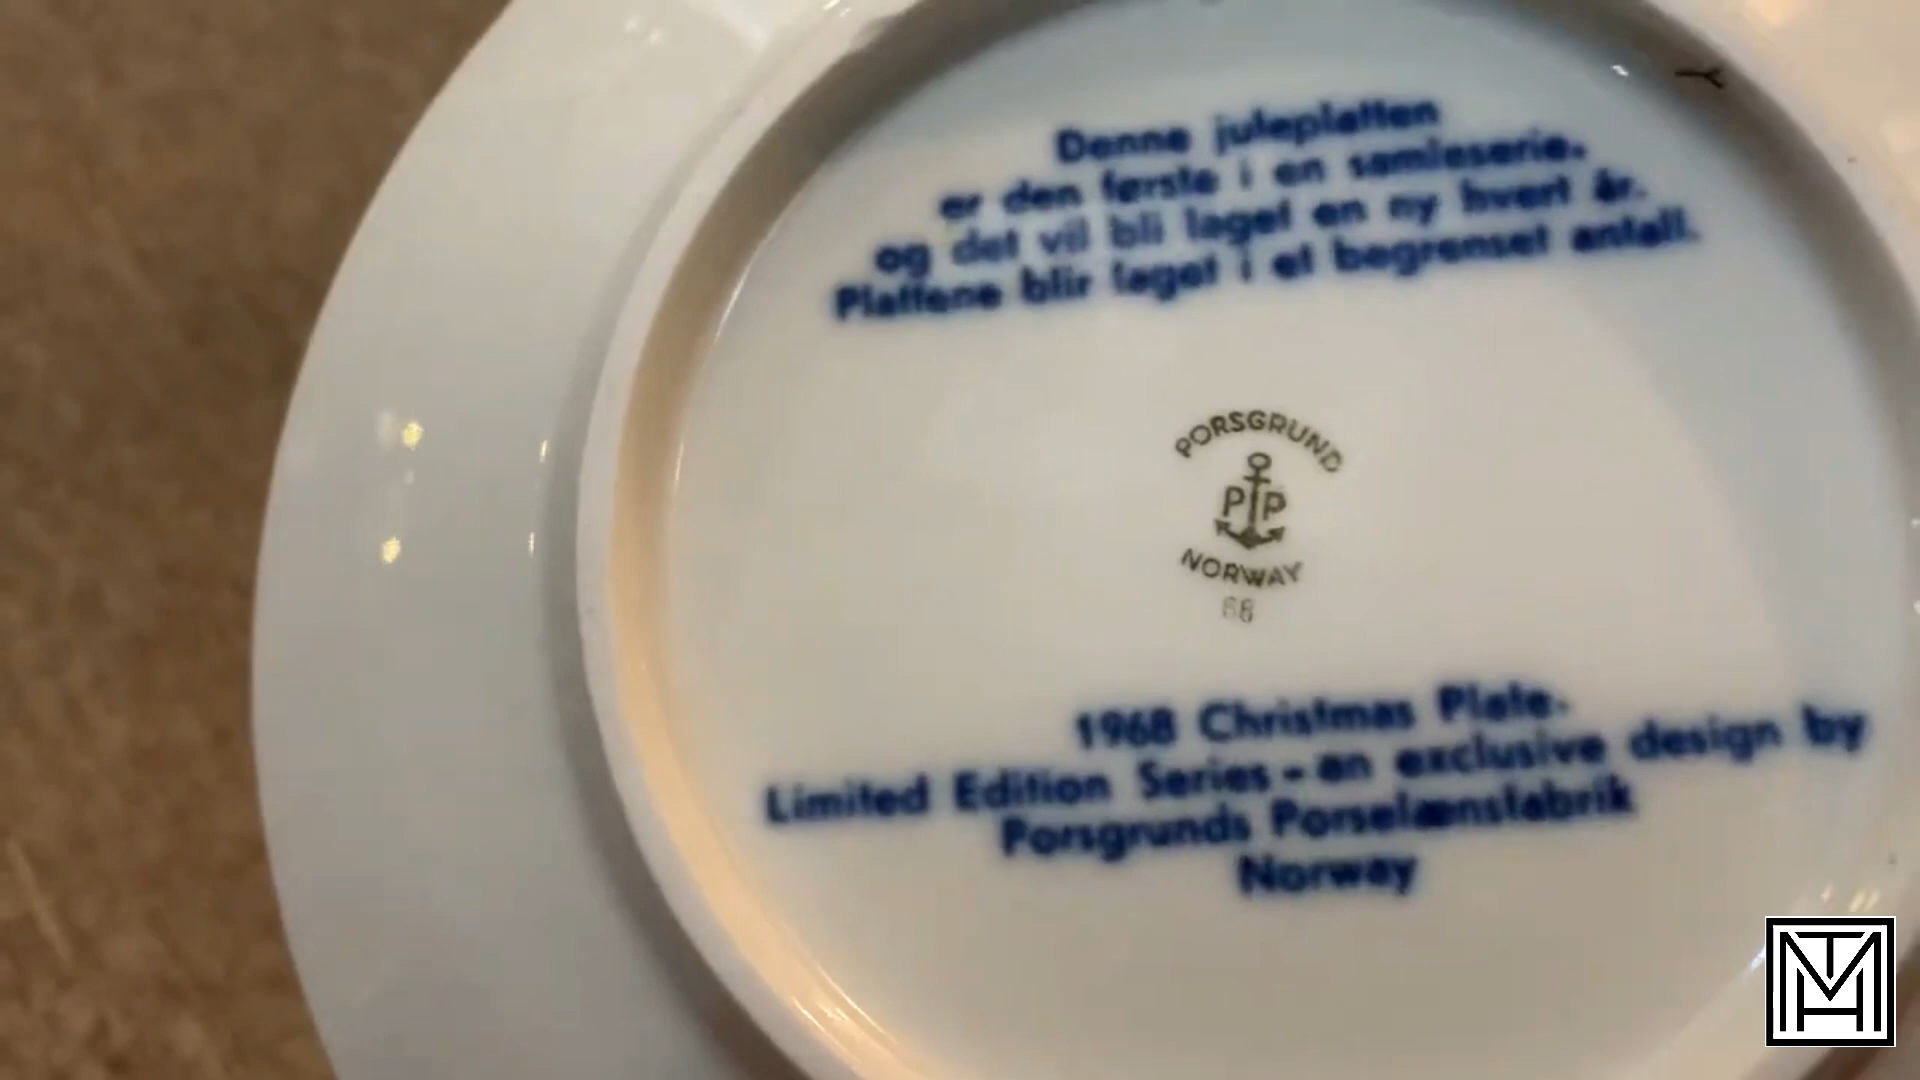 Denne juleplatten
er den første i en samleserie.
og det vil bli laget en ny hvert år.
Plattene blir laget i et begrenset antall.
PORSGRUND
P P
NORWAY
68
1968 Christmas Plate.
Limited Edition Series - an exclusive design by
Porsgrunds Porselænsfabrik
Norway